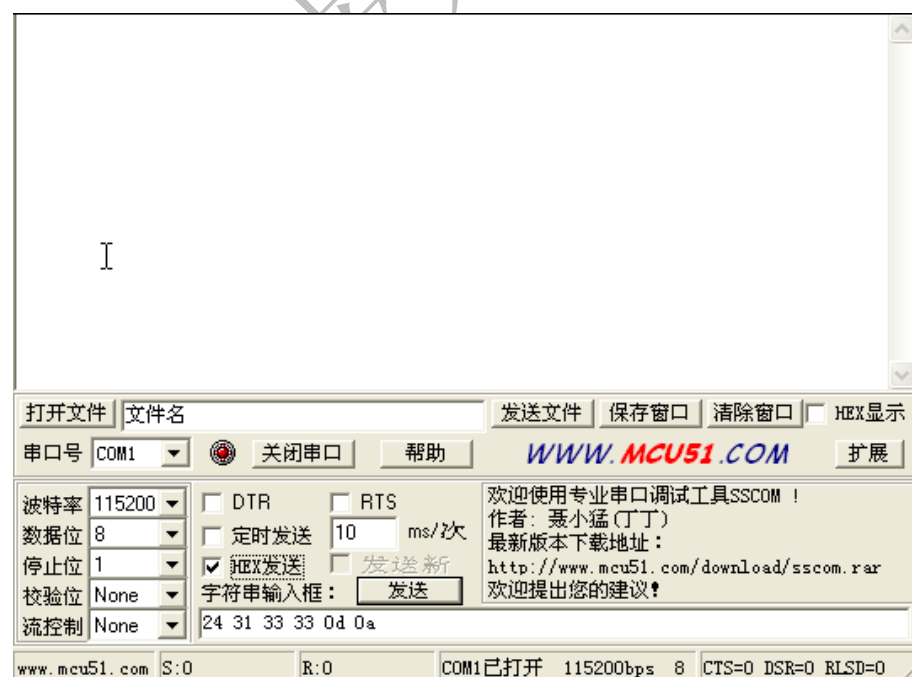 打开文件 文件名 发送文件 保存窗口 清除窗口 HEX显示
串口号 COM1 关闭串口 帮助 WWW.MCU51.COM 扩展
波特率 115200 DTR RTS 欢迎使用专业串口调试工具SSCOM !
作者: 聂小猛(丁丁)
数据位 8 定时发送 10 ms/次 最新版本下载地址:
停止位 1 HEX发送 发送新 http://www.mcu51.com/download/sscom.rar
校验位 None 字符串输入框: 发送 欢迎提出您的建议!
流控制 None 24 31 33 33 0d 0a
www.mcu51.com S:0 R:0 COM1已打开 115200bps 8 CTS=0 DSR=0 RLSD=0